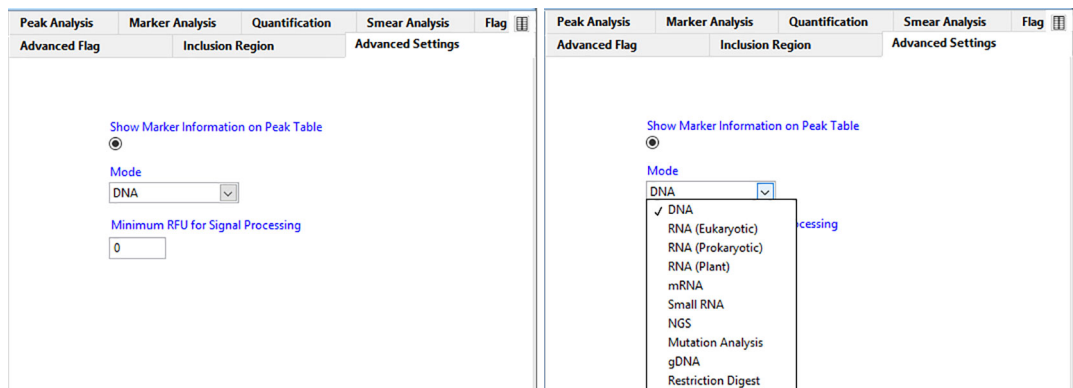 Peak Analysis Marker Analysis Quantification Smear Analysis Flag
Advanced Flag Inclusion Region Advanced Settings
Show Marker Information on Peak Table
Mode
DNA
Minimum RFU for Signal Processing
0
Peak Analysis Marker Analysis Quantification Smear Analysis Flag
Advanced Flag Inclusion Region Advanced Settings
Show Marker Information on Peak Table
Mode
DNA
✓ DNA
ocessing
RNA (Eukaryotic)
RNA (Prokaryotic)
RNA (Plant)
mRNA
Small RNA
NGS
Mutation Analysis
gDNA
Restriction Digest